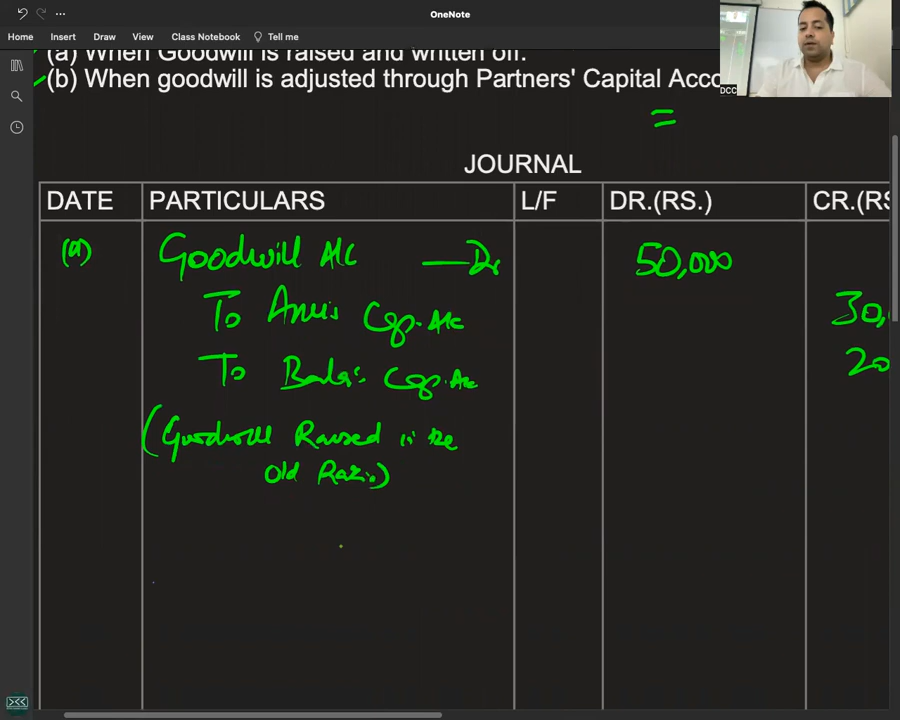 OneNote
Home Insert Draw View Class Notebook Tell me
(a) When Goodwill is raised and written off.
(b) When goodwill is adjusted through Partners' Capital Acco
DCC
=
JOURNAL
DATE PARTICULARS L/F DR.(RS.) CR.(RS
(a) Goodwill A/c —Dr 50,000
To Anu's Cap. A/c 30,
To Bala's Cap. A/c 20
(Goodwill Raised in the
Old Ratio)